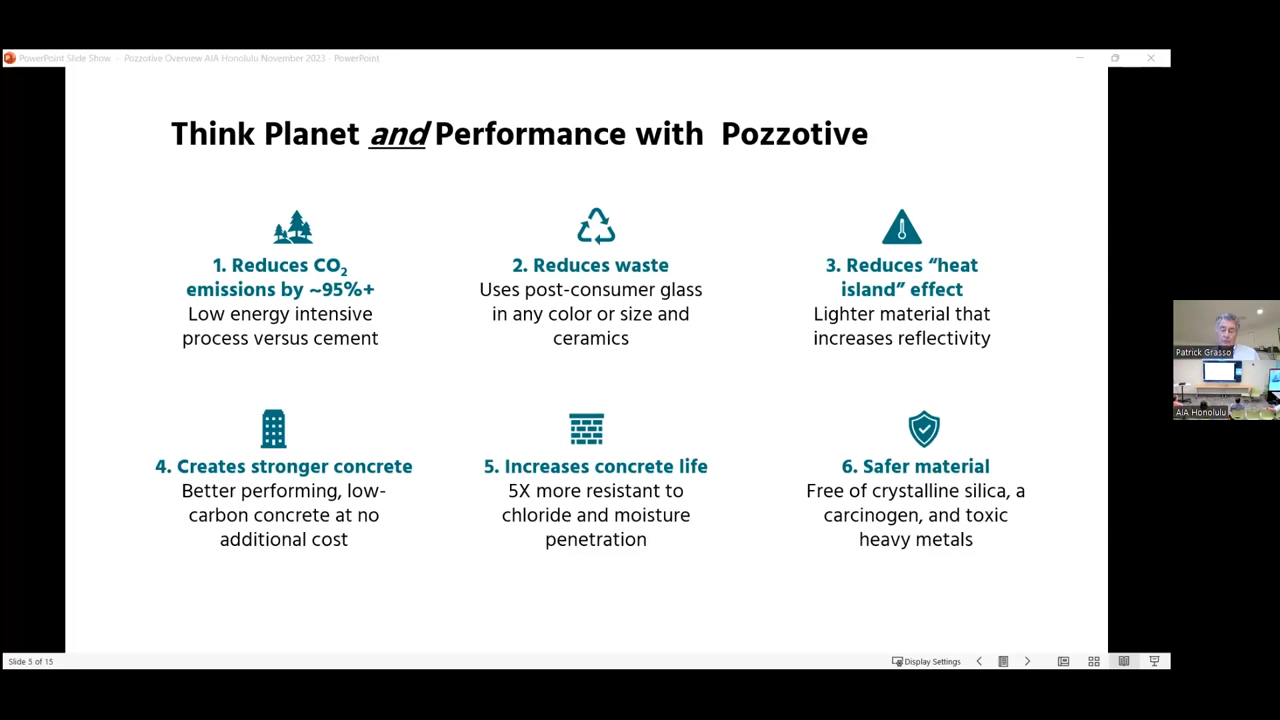 PowerPoint Slide Show - Pozzotive Overview AIA Honolulu November 2023 - PowerPoint
Think Planet and Performance with Pozzotive
1. Reduces CO₂
emissions by ~95%+
Low energy intensive
process versus cement
2. Reduces waste
Uses post-consumer glass
in any color or size and
ceramics
3. Reduces “heat
island” effect
Lighter material that
increases reflectivity
4. Creates stronger concrete
Better performing, low-
carbon concrete at no
additional cost
5. Increases concrete life
5X more resistant to
chloride and moisture
penetration
6. Safer material
Free of crystalline silica, a
carcinogen, and toxic
heavy metals
Patrick Grasso
AIA Honolulu
Slide 5 of 15
Display Settings